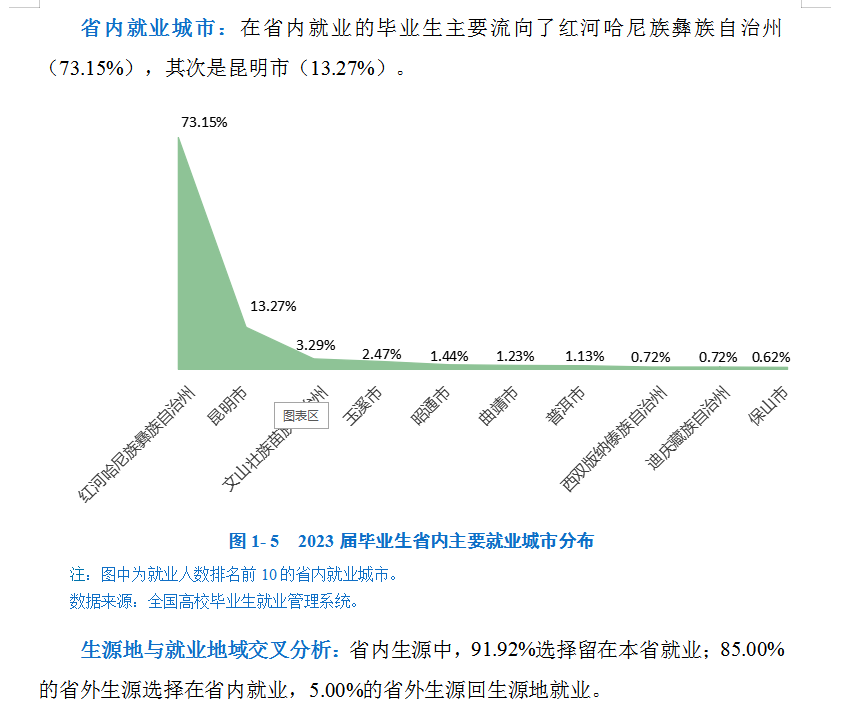 省内就业城市：在省内就业的毕业生主要流向了红河哈尼族彝族自治州
（73.15%），其次是昆明市（13.27%）。
73.15%
13.27%
3.29%
2.47%
1.44%
1.23%
1.13%
0.72%
0.72%
0.62%
红河哈尼族彝族自治州
昆明市
文山壮族苗族治州
玉溪市
昭通市
曲靖市
普洱市
西双版纳傣族自治州
迪庆藏族自治州
保山市
图表区
图 1- 5 2023 届毕业生省内主要就业城市分布
注：图中为就业人数排名前 10 的省内就业城市。
数据来源：全国高校毕业生就业管理系统。
生源地与就业地域交叉分析：省内生源中，91.92%选择留在本省就业；85.00%
的省外生源选择在省内就业，5.00%的省外生源回生源地就业。